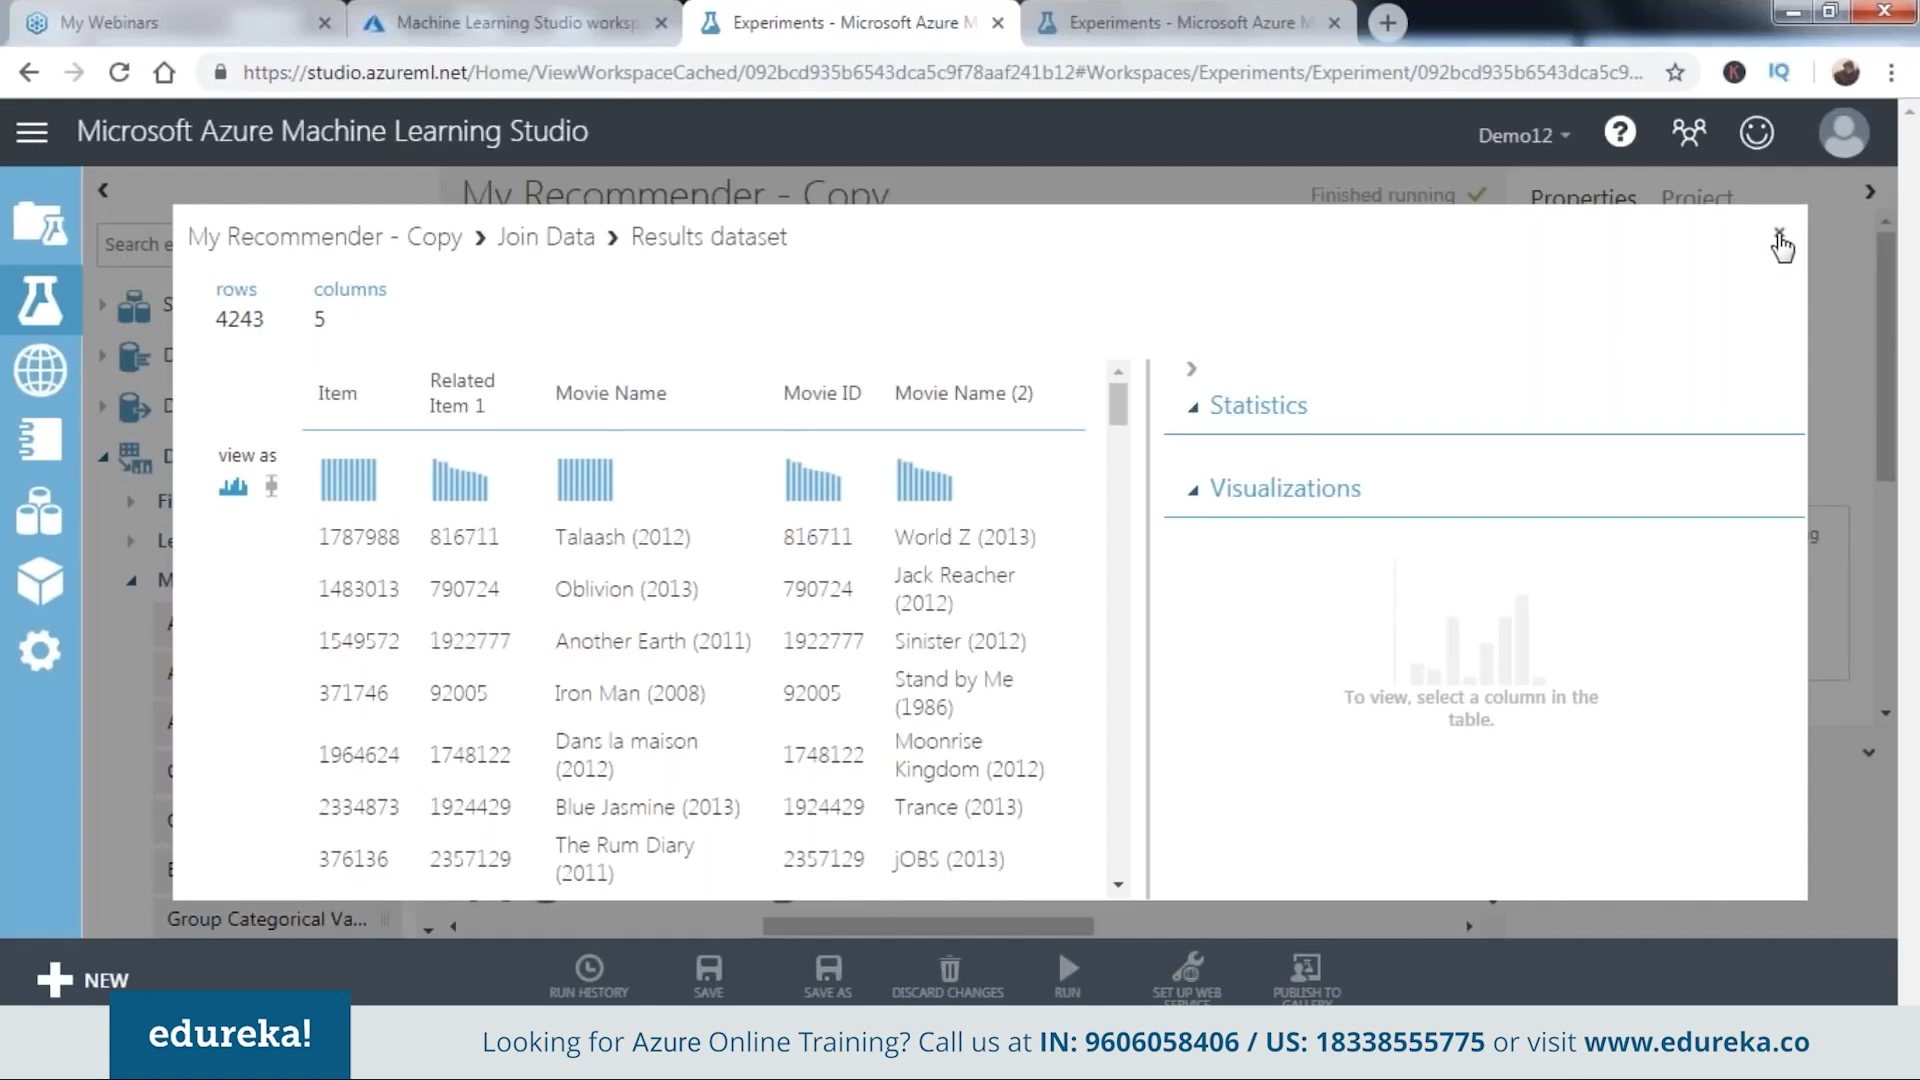 My Webinars
Machine Learning Studio worksp
Experiments - Microsoft Azure M
Experiments - Microsoft Azure M
https://studio.azureml.net/Home/ViewWorkspaceCached/092bcd935b6543dca5c9f78aaf241b12#Workspaces/Experiments/Experiment/092bcd935b6543dca5c9...
IQ
Microsoft Azure Machine Learning Studio
Demo12
My Recommender - Copy
Finished running
Properties Project
Search e
My Recommender - Copy > Join Data > Results dataset
rows columns
4243 5
Item Related Item 1 Movie Name Movie ID Movie Name (2)
view as
1787988 816711 Talaash (2012) 816711 World Z (2013)
1483013 790724 Oblivion (2013) 790724 Jack Reacher (2012)
1549572 1922777 Another Earth (2011) 1922777 Sinister (2012)
371746 92005 Iron Man (2008) 92005 Stand by Me (1986)
1964624 1748122 Dans la maison (2012) 1748122 Moonrise Kingdom (2012)
2334873 1924429 Blue Jasmine (2013) 1924429 Trance (2013)
376136 2357129 The Rum Diary (2011) 2357129 jOBS (2013)
Statistics
Visualizations
To view, select a column in the
table.
Group Categorical Va...
NEW
RUN HISTORY
SAVE
SAVE AS
DISCARD CHANGES
RUN
SET UP WEB
SERVICE
PUBLISH TO
GALLERY
edureka!
Looking for Azure Online Training? Call us at IN: 9606058406 / US: 18338555775 or visit www.edureka.co